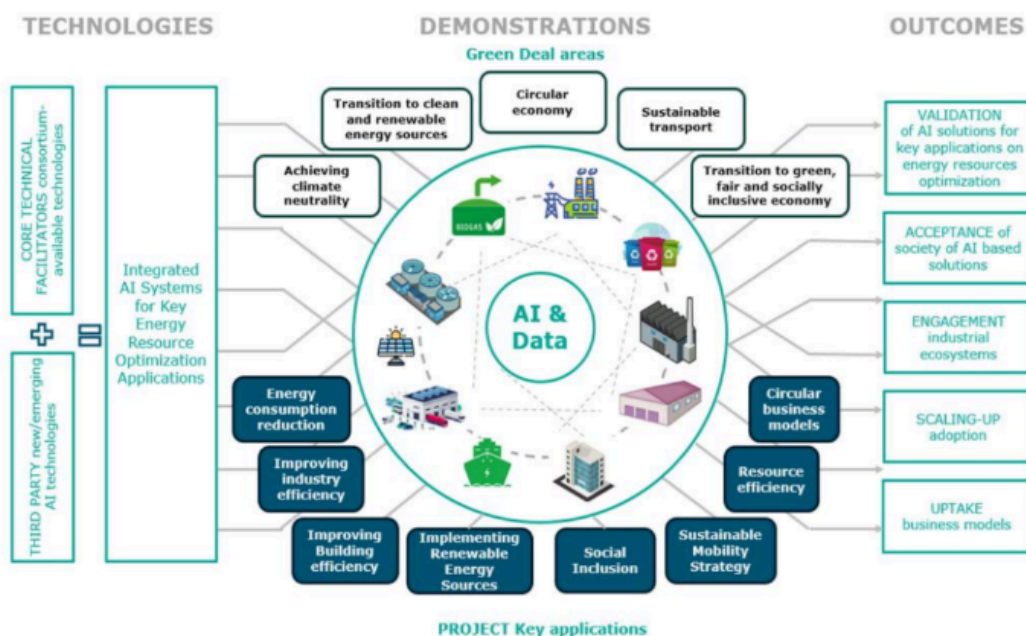 TECHNOLOGIES
DEMONSTRATIONS
OUTCOMES
Green Deal areas
CORE TECHNICAL
FACILITATORS consortium-
available technologies
THIRD PARTY new/emerging
AI technologies
Integrated
AI Systems
for Key
Energy
Resource
Optimization
Applications
Achieving
climate
neutrality
Transition to clean
and renewable
energy sources
Circular
economy
Sustainable
transport
Transition to green,
fair and socially
inclusive economy
BIOGAS
AI &
Data
Energy
consumption
reduction
Improving
industry
efficiency
Improving
Building
efficiency
Implementing
Renewable
Energy
Sources
Social
Inclusion
Sustainable
Mobility
Strategy
Resource
efficiency
Circular
business
models
PROJECT Key applications
VALIDATION
of AI solutions for
key applications on
energy resources
optimization
ACCEPTANCE of
society of AI based
solutions
ENGAGEMENT
industrial
ecosystems
SCALING-UP
adoption
UPTAKE
business models